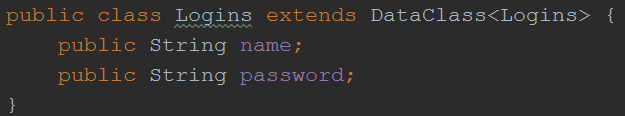 public class Logins extends DataClass<Logins> {
    public String name;
    public String password;
}